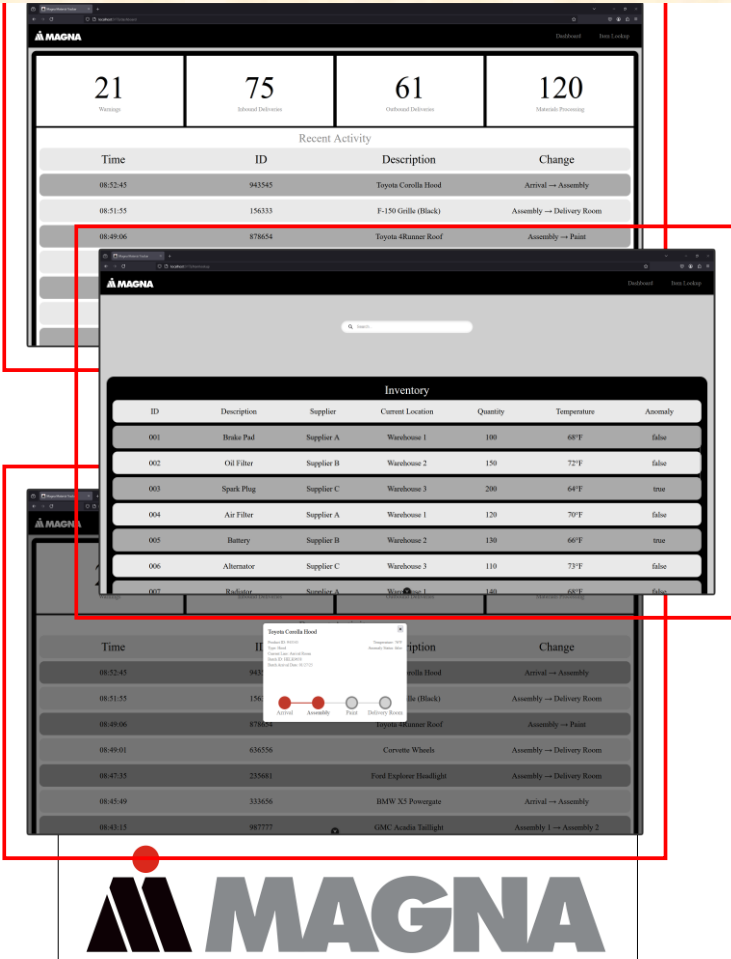 MAGNA
Dashboard Item Lookup
21 75 61 120
Warnings Inbound Deliveries Outbound Deliveries Materials Processing
Recent Activity
Time ID Description Change
08:52:45 943545 Toyota Corolla Hood Arrival → Assembly
08:51:55 156333 F-150 Grille (Black) Assembly → Delivery Room
08:49:06 878654 Toyota 4Runner Roof Assembly → Paint
MAGNA
Dashboard Item Lookup
Search
Inventory
ID Description Supplier Current Location Quantity Temperature Anomaly
001 Brake Pad Supplier A Warehouse 1 100 68°F false
002 Oil Filter Supplier B Warehouse 2 150 72°F false
003 Spark Plug Supplier C Warehouse 3 200 64°F true
004 Air Filter Supplier A Warehouse 1 120 70°F false
005 Battery Supplier B Warehouse 2 130 66°F true
006 Alternator Supplier C Warehouse 3 110 73°F false
007 Radiator Supplier A Warehouse 1 140 68°F false
MAGNA
Toyota Corolla Hood
Arrival Assembly Paint Delivery Room
Time Change
08:52:45 Arrival → Assembly
08:51:55 Assembly → Delivery Room
08:49:06 878654 Toyota 4Runner Roof Assembly → Paint
08:49:01 636556 Corvette Wheels Assembly → Delivery Room
08:47:35 235681 Ford Explorer Headlight Assembly → Delivery Room
08:45:49 333656 BMW X5 Powergate Arrival → Assembly
08:43:15 987777 GMC Acadia Taillight Assembly 1 → Assembly 2
MAGNA